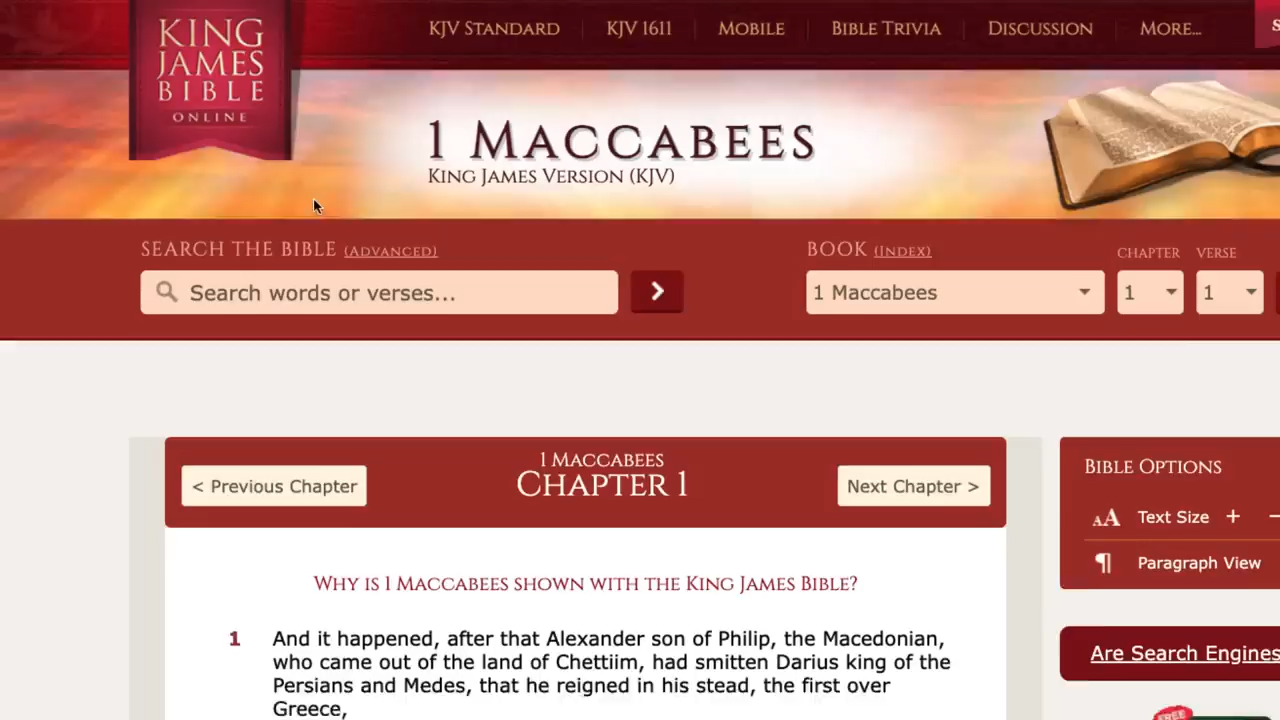 KING
JAMES
BIBLE
ONLINE
KJV STANDARD
KJV 1611
MOBILE
BIBLE TRIVIA
DISCUSSION
MORE...
1 MACCABEES
KING JAMES VERSION (KJV)
SEARCH THE BIBLE (ADVANCED)
Search words or verses...
BOOK (INDEX)
1 Maccabees
CHAPTER
1
VERSE
1
< Previous Chapter
1 MACCABEES
CHAPTER 1
Next Chapter >
WHY IS 1 MACCABEES SHOWN WITH THE KING JAMES BIBLE?
1 And it happened, after that Alexander son of Philip, the Macedonian,
who came out of the land of Chettiim, had smitten Darius king of the
Persians and Medes, that he reigned in his stead, the first over
Greece,
BIBLE OPTIONS
AA Text Size + –
¶ Paragraph View
Are Search Engines
FREE